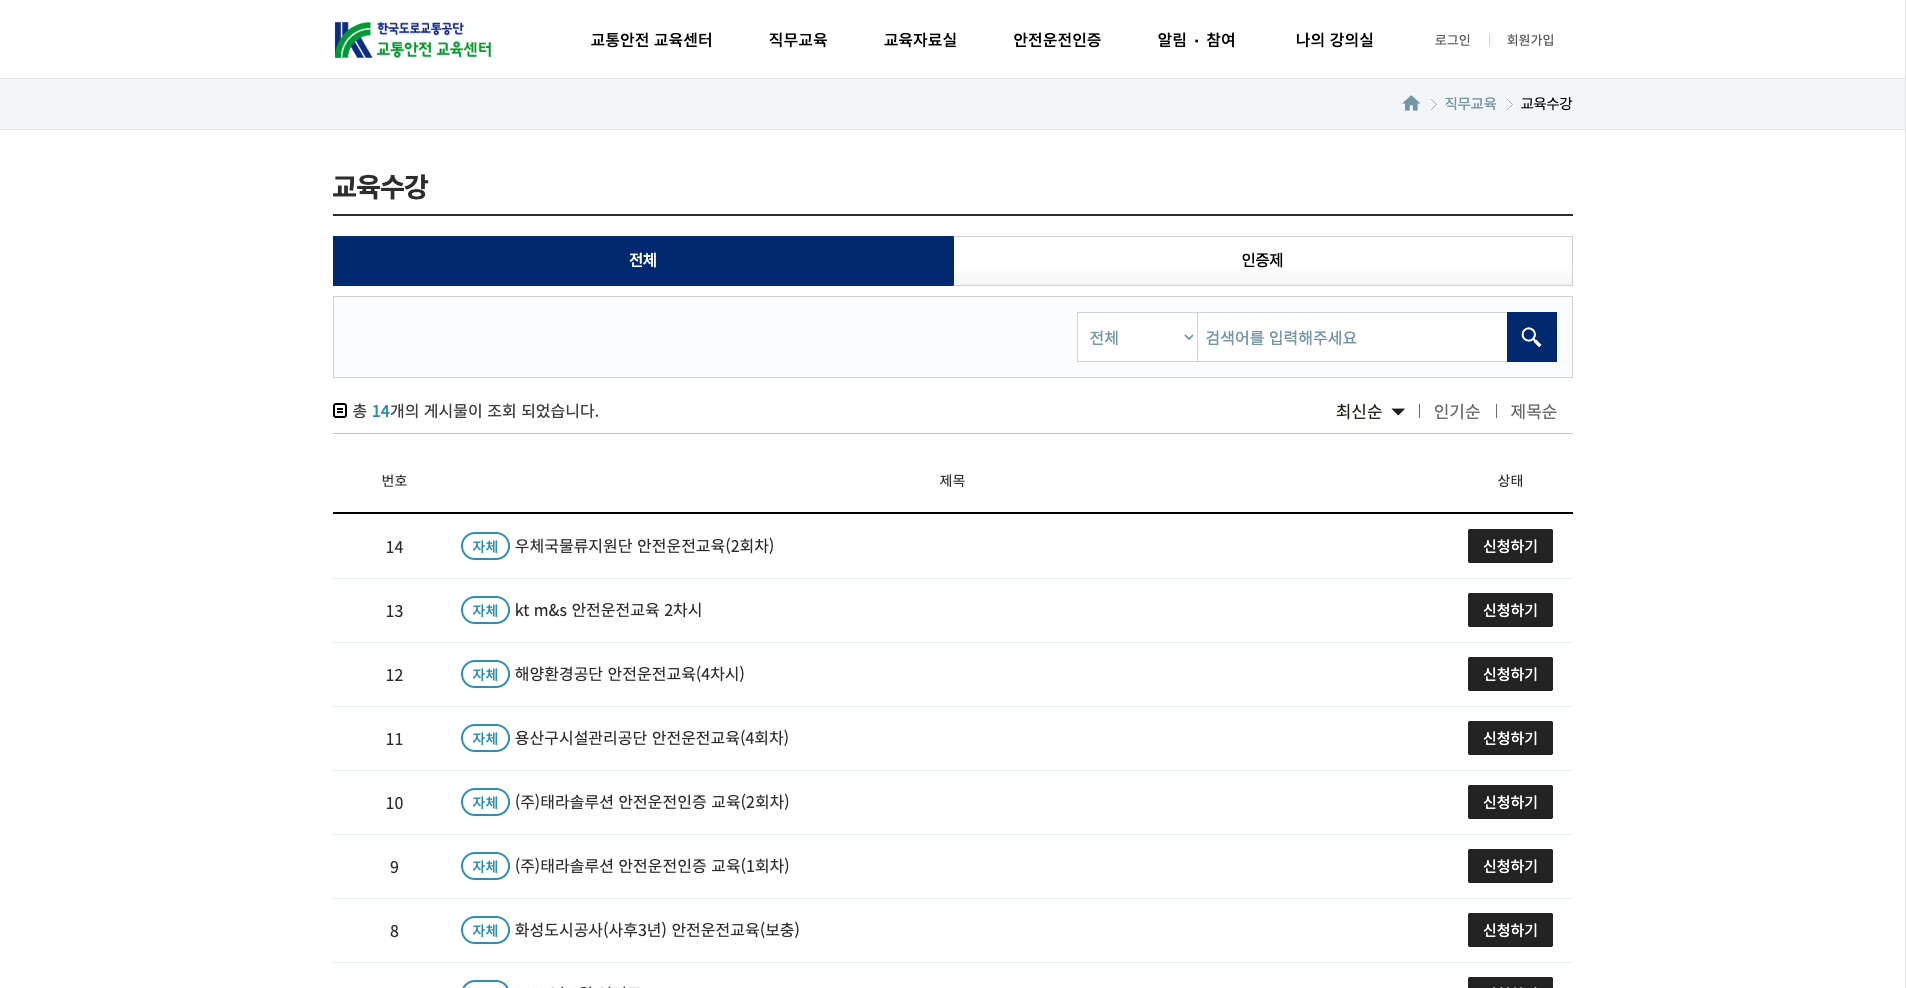 한국도로교통공단
교통안전 교육센터
교통안전 교육센터 직무교육 교육자료실 안전운전인증 알림 · 참여 나의 강의실 로그인 회원가입
직무교육 교육수강
교육수강
전체 인증제
전체 검색어를 입력해주세요
총 14개의 게시물이 조회 되었습니다. 최신순 인기순 제목순
번호 제목 상태
14 자체 우체국물류지원단 안전운전교육(2회차) 신청하기
13 자체 kt m&s 안전운전교육 2차시 신청하기
12 자체 해양환경공단 안전운전교육(4차시) 신청하기
11 자체 용산구시설관리공단 안전운전교육(4회차) 신청하기
10 자체 (주)태라솔루션 안전운전인증 교육(2회차) 신청하기
9 자체 (주)태라솔루션 안전운전인증 교육(1회차) 신청하기
8 자체 화성도시공사(사후3년) 안전운전교육(보충) 신청하기